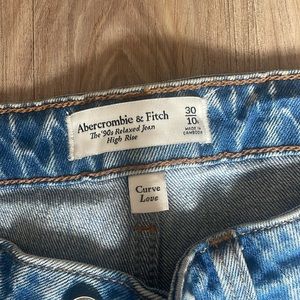 Abercrombie & Fitch
The '90s Relaxed Jean
High Rise
30
10
MADE IN
CAMBODIA
Curve
Love